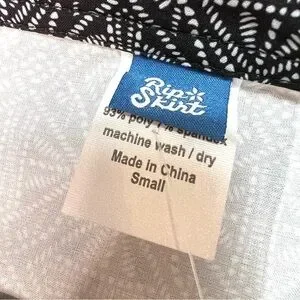 Rip
Skirt
93% poly 7% spandex
machine wash / dry
Made in China
Small